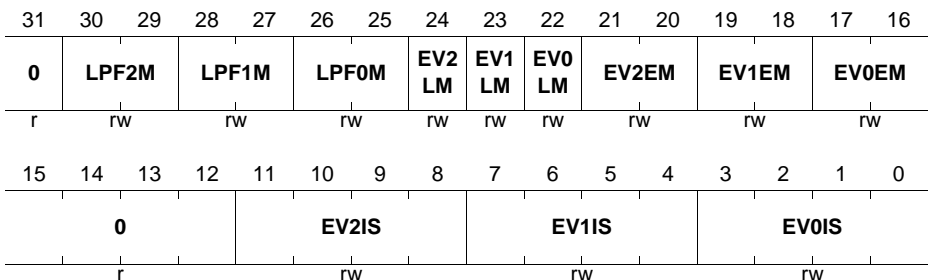 31 30 29 28 27 26 25 24 23 22 21 20 19 18 17 16
0 LPF2M LPF1M LPF0M EV2 LM EV1 LM EV0 LM EV2EM EV1EM EV0EM
r rw rw rw rw rw rw rw rw rw
15 14 13 12 11 10 9 8 7 6 5 4 3 2 1 0
0 EV2IS EV1IS EV0IS
r rw rw rw